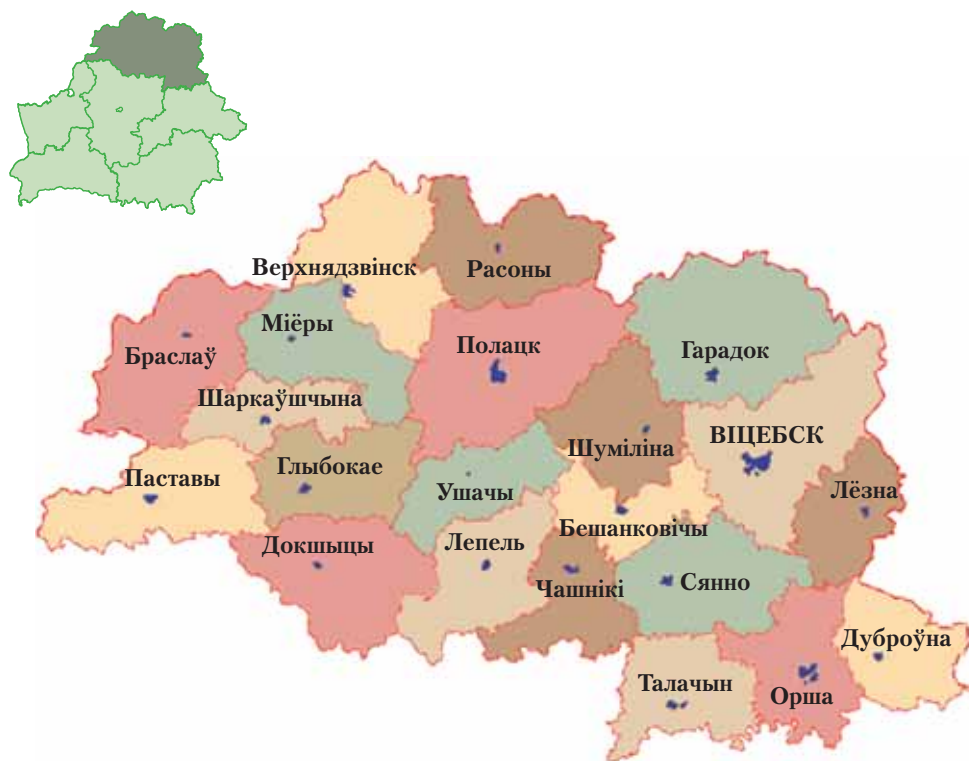 Верхнядзвінск
Расоны
Міёры
Браслаў
Полацк
Гарадок
Шаркаўшчына
Шуміліна
ВІЦЕБСК
Паставы
Глыбокае
Ушачы
Лёзна
Бешанковічы
Докшыцы
Лепель
Чашнікі
Сянно
Дуброўна
Талачын
Орша